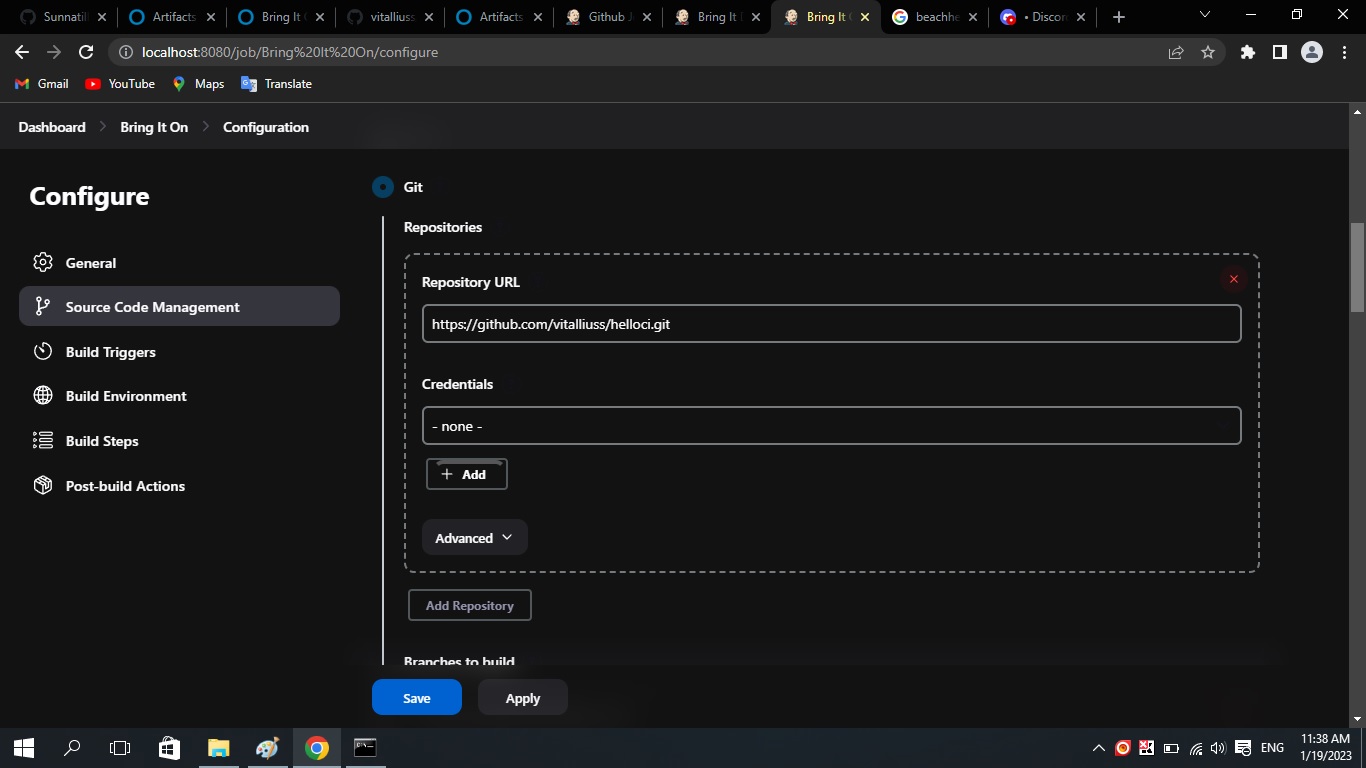 Sunnatil
Artifacts
Bring It
vitalliuss
Artifacts
Github J
Bring It
Bring It
beachhe
• Discor
localhost:8080/job/Bring%20It%20On/configure
Gmail
YouTube
Maps
Translate
Dashboard
Bring It On
Configuration
Configure
General
Source Code Management
Build Triggers
Build Environment
Build Steps
Post-build Actions
Git
Repositories
Repository URL
https://github.com/vitalliuss/helloci.git
Credentials
- none -
+ Add
Advanced
Add Repository
Branches to build
Save
Apply
ENG
11:38 AM
1/19/2023